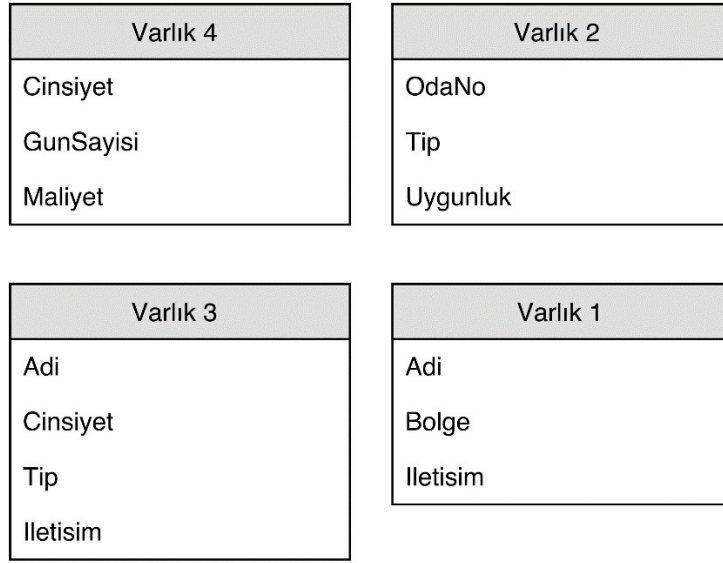 Varlık 4
Cinsiyet
GunSayisi
Maliyet
Varlık 2
OdaNo
Tip
Uygunluk
Varlık 3
Adi
Cinsiyet
Tip
Iletisim
Varlık 1
Adi
Bolge
Iletisim